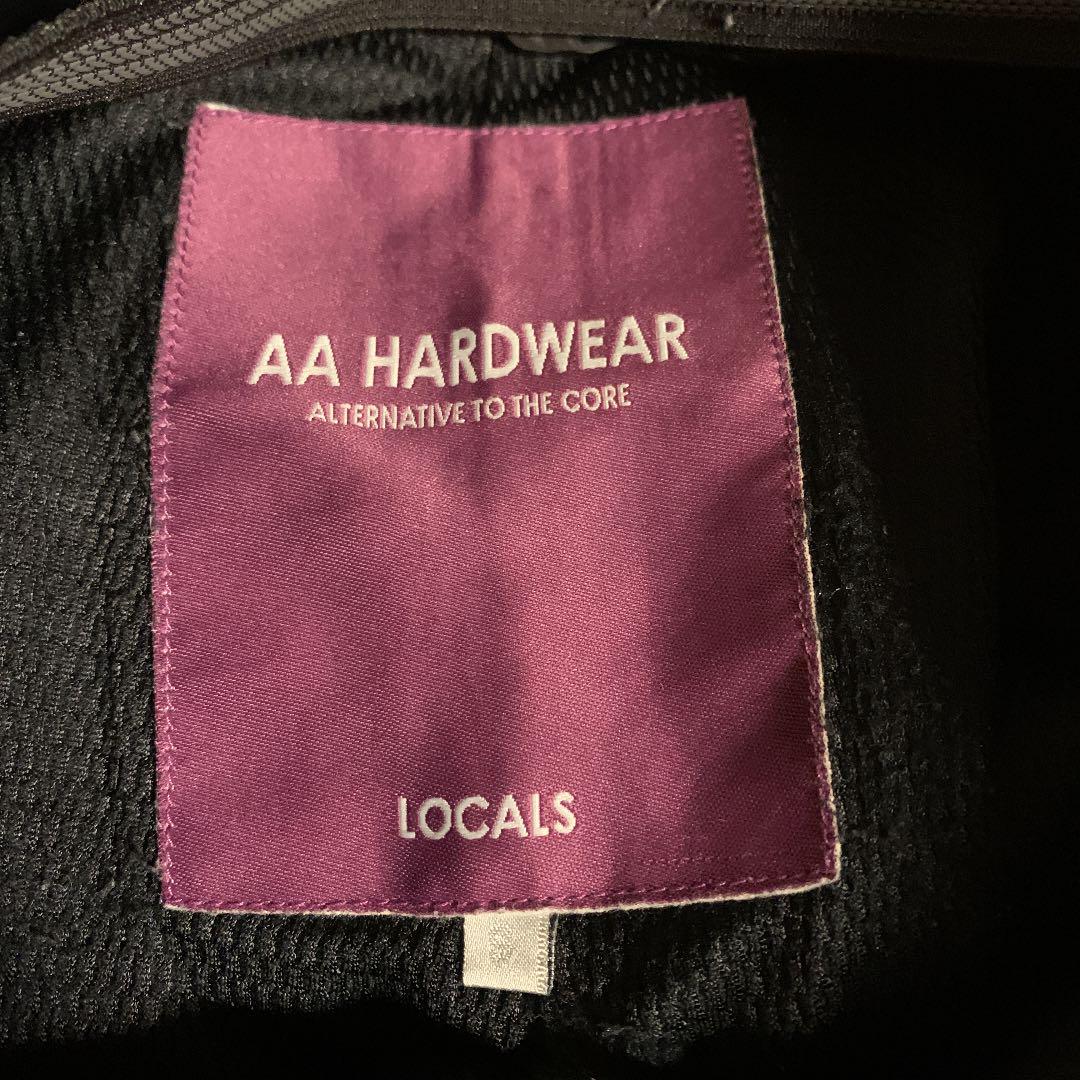 AA HARDWEAR
ALTERNATIVE TO THE CORE
LOCALS